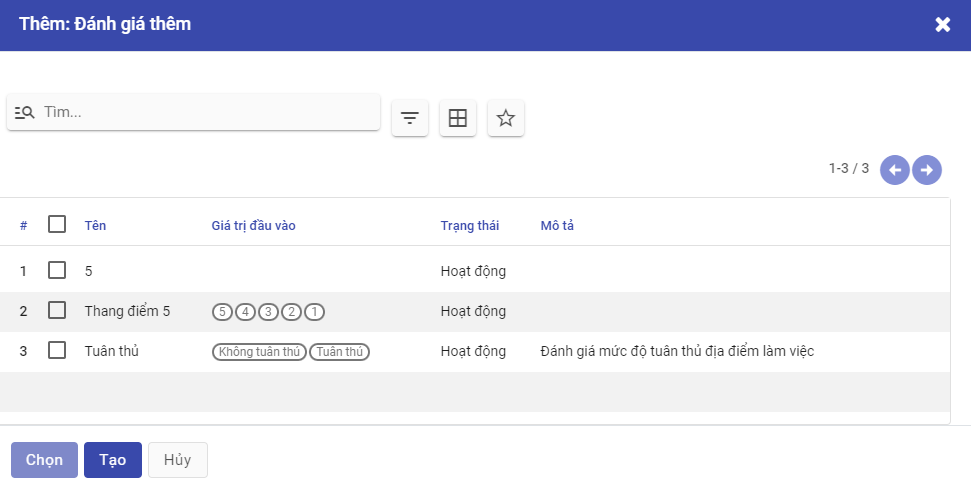 Thêm: Đánh giá thêm
Tìm...
1-3 / 3
# Tên Giá trị đầu vào Trạng thái Mô tả
1 5 Hoạt động
2 Thang điểm 5 5 4 3 2 1 Hoạt động
3 Tuân thủ Không tuân thủ Tuân thủ Hoạt động Đánh giá mức độ tuân thủ địa điểm làm việc
Chọn Tạo Hủy